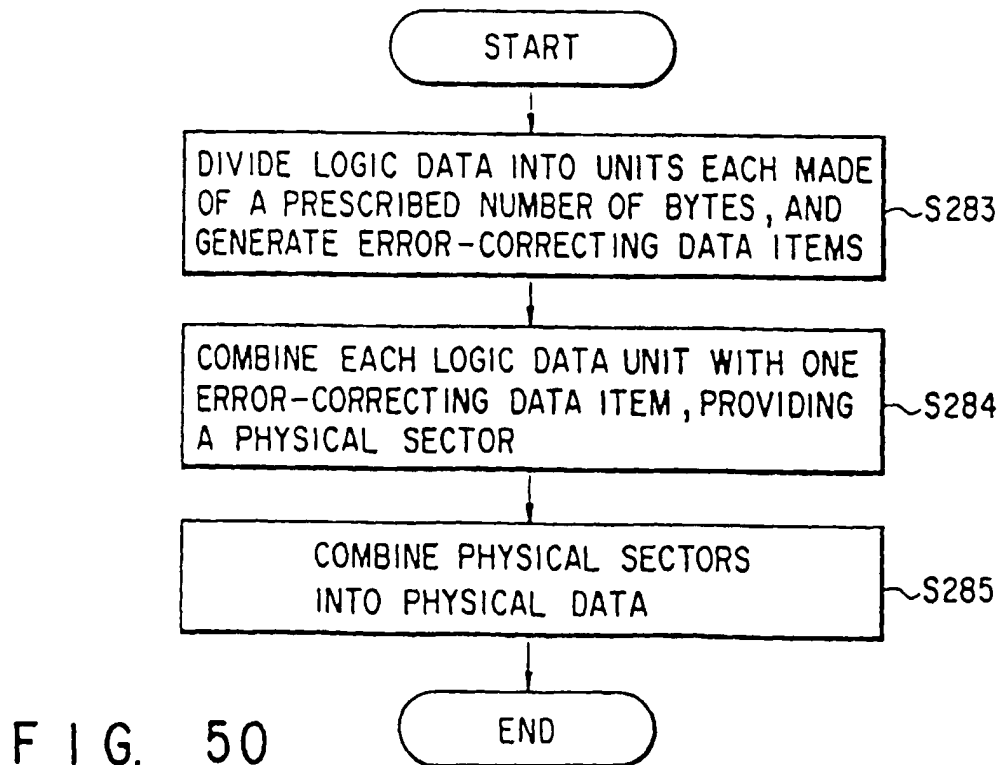 START
DIVIDE LOGIC DATA INTO UNITS EACH MADE
OF A PRESCRIBED NUMBER OF BYTES, AND
GENERATE ERROR-CORRECTING DATA ITEMS
S283
COMBINE EACH LOGIC DATA UNIT WITH ONE
ERROR-CORRECTING DATA ITEM, PROVIDING
A PHYSICAL SECTOR
S284
COMBINE PHYSICAL SECTORS
INTO PHYSICAL DATA
S285
END
FIG. 50